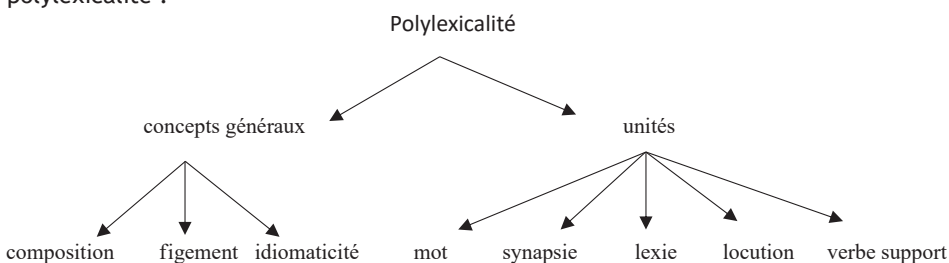 polylexicalité :
Polylexicalité
concepts généraux unités
composition figement idiomaticité mot synapsie lexie locution verbe support